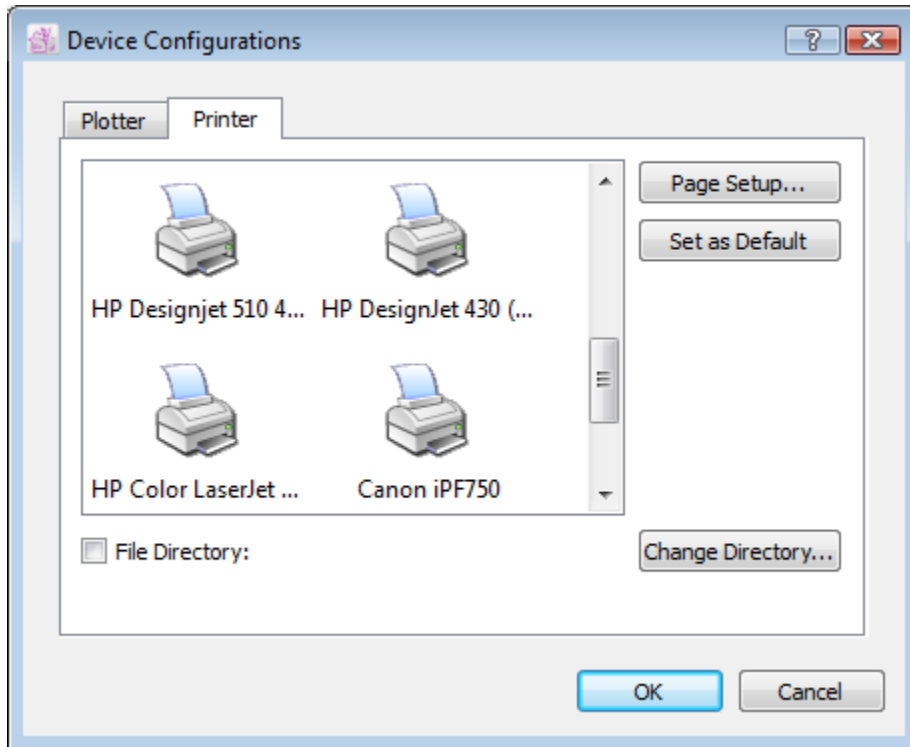 Device Configurations
Plotter
Printer
Page Setup...
Set as Default
HP Designjet 510 4...
HP DesignJet 430 (...
HP Color LaserJet ...
Canon iPF750
File Directory:
Change Directory...
OK
Cancel